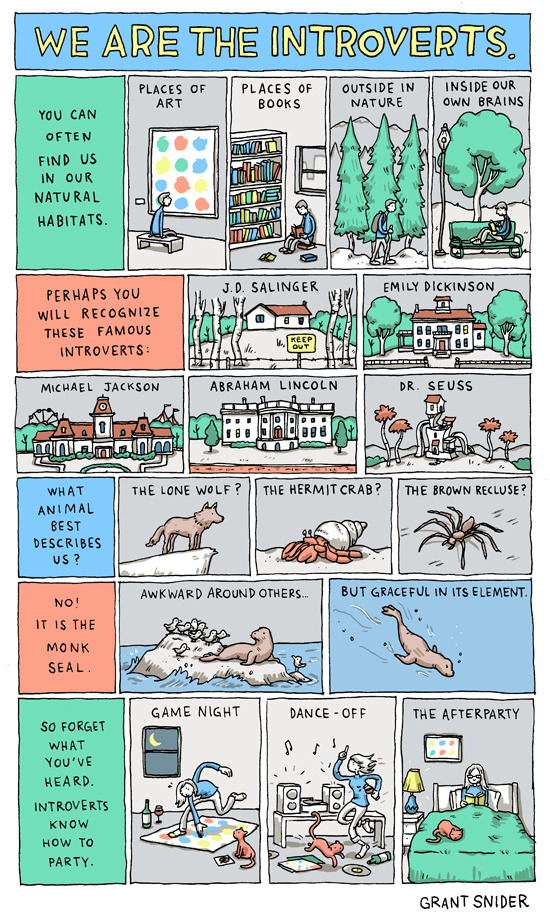 WE ARE THE INTROVERTS.
YOU CAN
OFTEN
FIND US
IN OUR
NATURAL
HABITATS.
PLACES OF
ART
PLACES OF
BOOKS
OUTSIDE IN
NATURE
INSIDE OUR
OWN BRAINS
PERHAPS YOU
WILL RECOGNIZE
THESE FAMOUS
INTROVERTS:
J.D. SALINGER
KEEP
OUT
EMILY DICKINSON
MICHAEL JACKSON
ABRAHAM LINCOLN
DR. SEUSS
WHAT
ANIMAL
BEST
DESCRIBES
US?
THE LONE WOLF?
THE HERMIT CRAB?
THE BROWN RECLUSE?
NO!
IT IS THE
MONK
SEAL.
AWKWARD AROUND OTHERS...
BUT GRACEFUL IN ITS ELEMENT.
SO FORGET
WHAT
YOU'VE
HEARD.
INTROVERTS
KNOW
HOW TO
PARTY.
GAME NIGHT
DANCE-OFF
THE AFTERPARTY
GRANT SNIDER